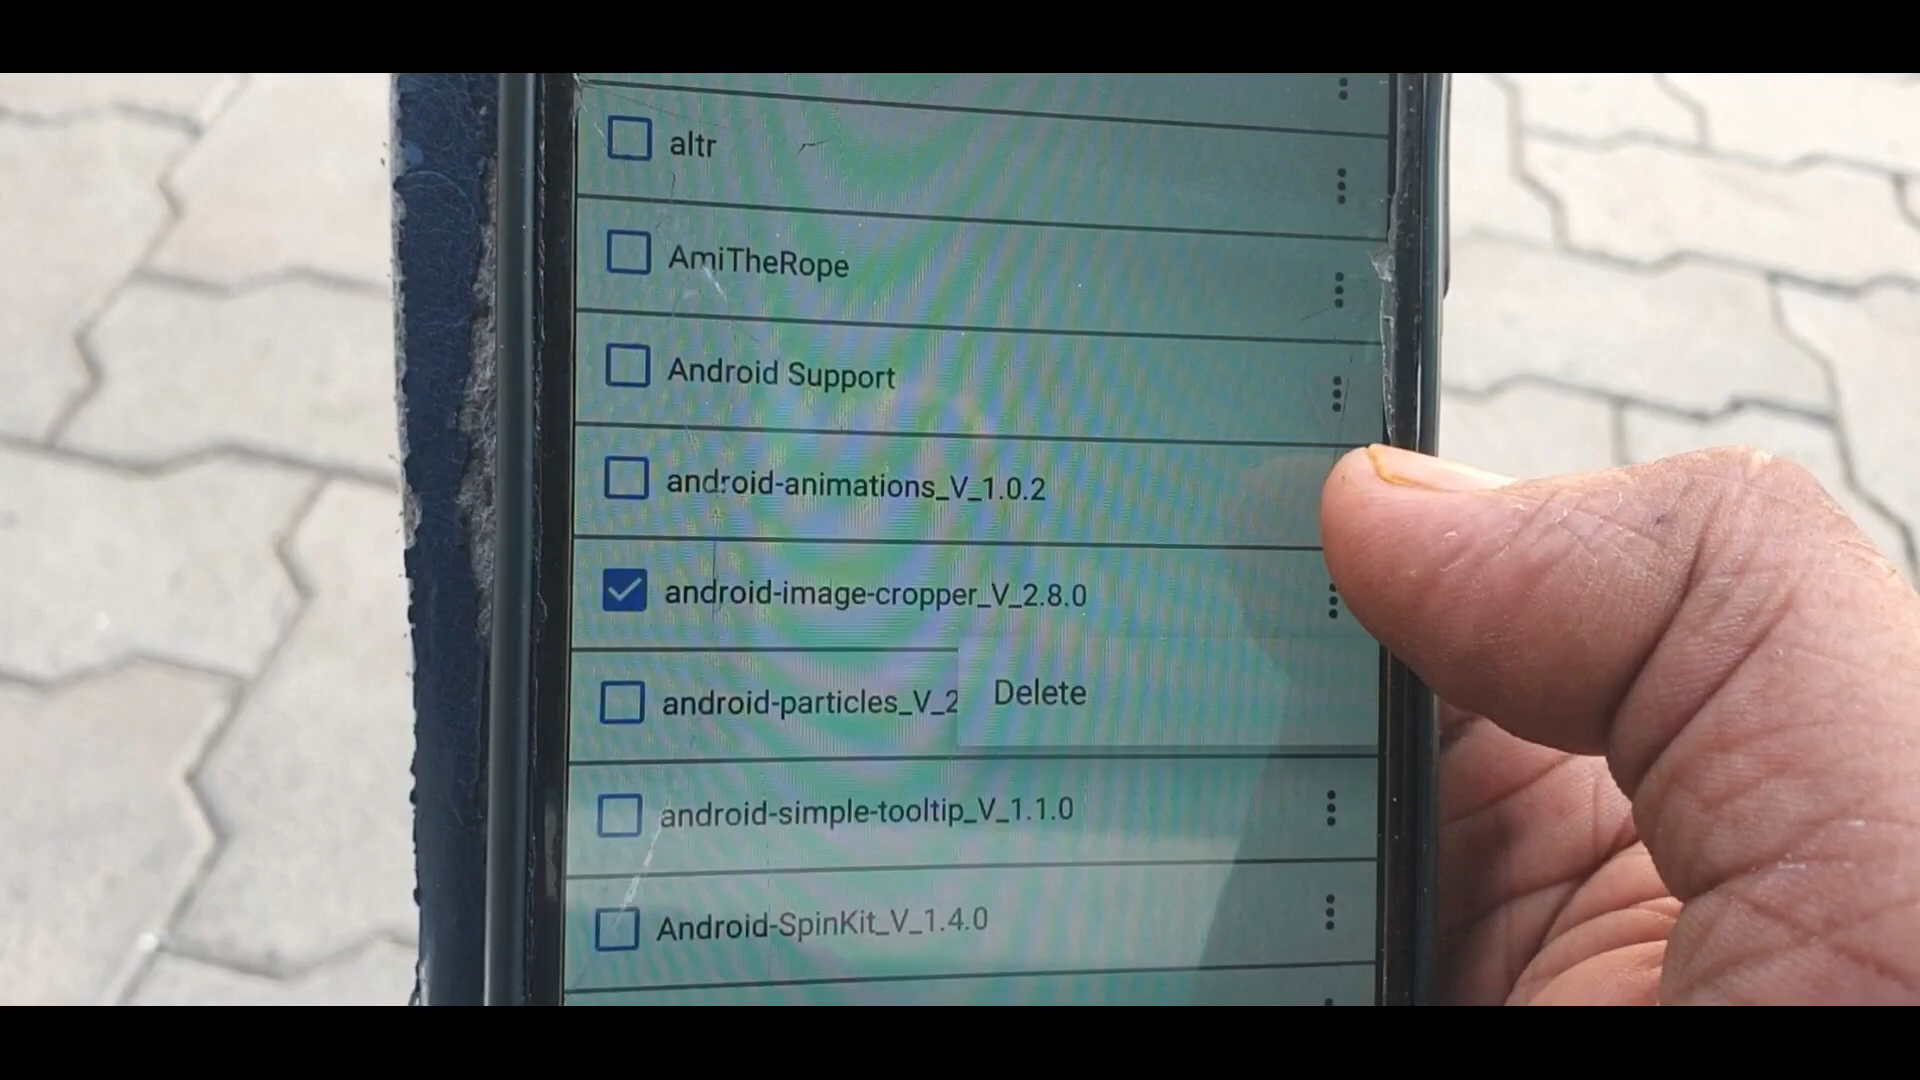 altr
AmiTheRope
Android Support
android-animations_V_1.0.2
android-image-cropper_V_2.8.0
android-particles_V_2
Delete
android-simple-tooltip_V_1.1.0
Android-SpinKit_V_1.4.0